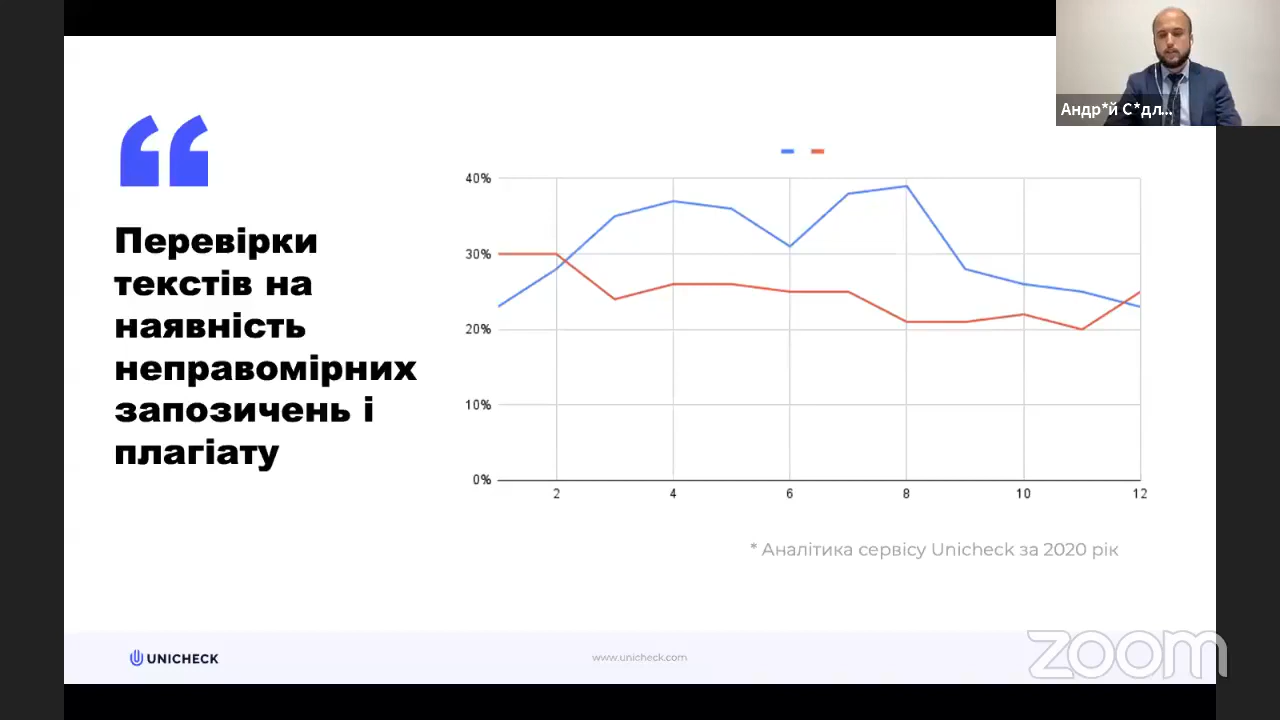 Андр*й С*дл...
Перевірки
текстів на
наявність
неправомірних
запозичень і
плагіату
40%
30%
20%
10%
0%
2 4 6 8 10 12
* Аналітика сервісу Unicheck за 2020 рік
UNICHECK
www.unicheck.com
zoom